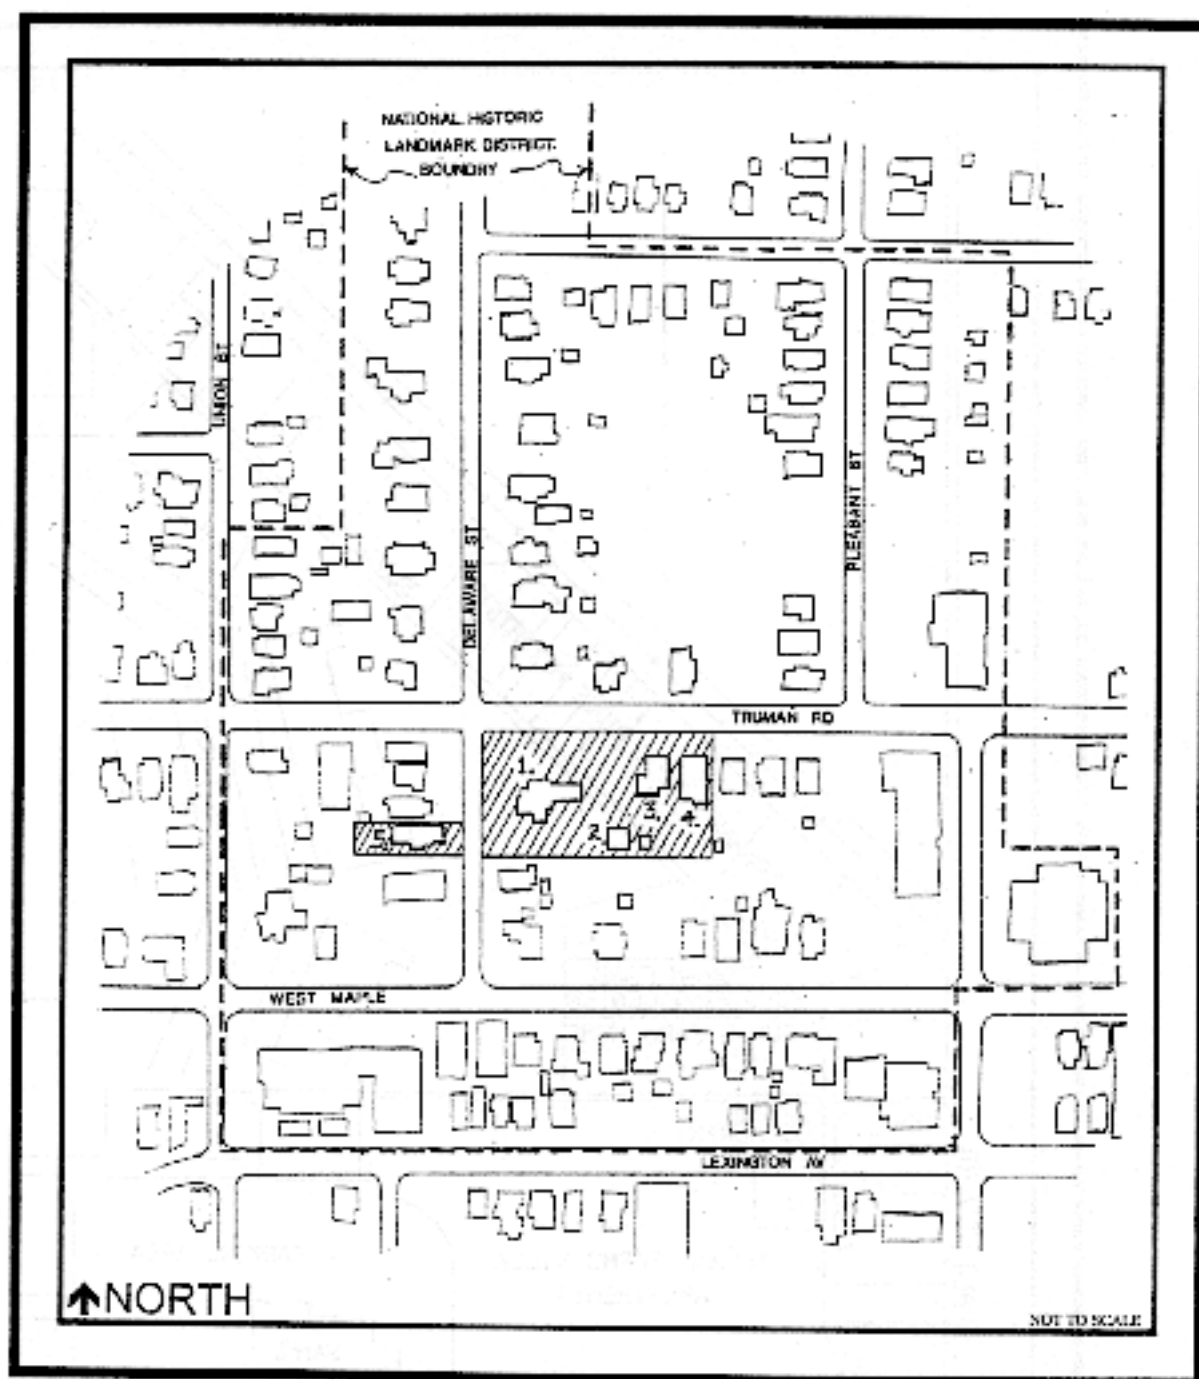 NATIONAL HISTORIC
LANDMARK DISTRICT
BOUNDRY
UNION ST
DELAWARE ST
PLEASANT ST
TRUMAN RD
1.
2
3.
4.
5
WEST MAPLE
LEXINGTON AV
NORTH
NOT TO SCALE